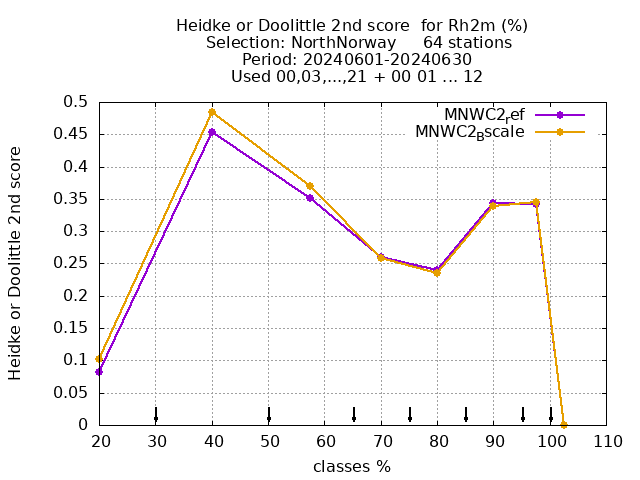 Heidke or Doolittle 2nd score  for Rh2m (%)
Selection: NorthNorway     64 stations
Period: 20240601-20240630
Used 00,03,...,21 + 00 01 ... 12
MNWC2ref
MNWC2Bscale
Heidke or Doolittle 2nd score
0.5
0.45
0.4
0.35
0.3
0.25
0.2
0.15
0.1
0.05
0
20 30 40 50 60 70 80 90 100 110
classes %